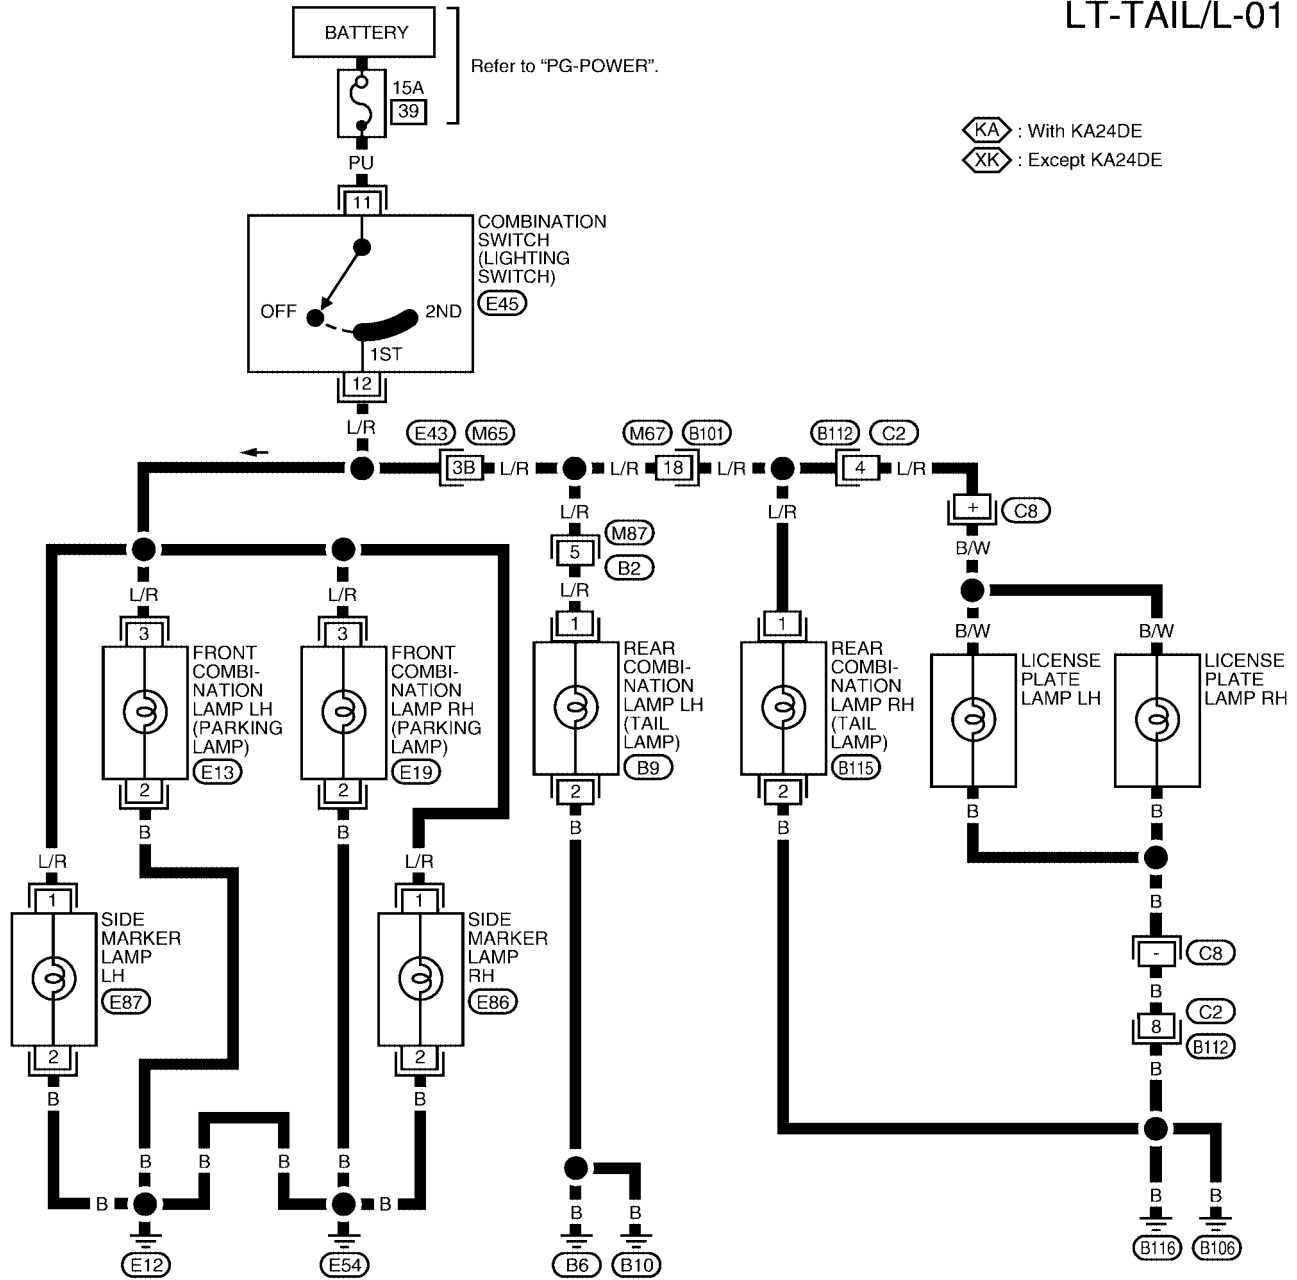 LT-TAIL/L-01
BATTERY
Refer to “PG-POWER”.
15A
39
KA : With KA24DE
XK : Except KA24DE
PU
11
COMBINATION
SWITCH
(LIGHTING
SWITCH)
E45
OFF
2ND
1ST
12
L/R
E43 M65
M67 B101
B112 C2
3B L/R
L/R 18 L/R
4 L/R
+ C8
L/R
M87
5
B2
L/R
L/R
B/W
L/R
L/R
B/W
B/W
3
FRONT
COMBI-
NATION
LAMP LH
(PARKING
LAMP)
E13
2
B
3
FRONT
COMBI-
NATION
LAMP RH
(PARKING
LAMP)
E19
2
B
1
REAR
COMBI-
NATION
LAMP LH
(TAIL
LAMP)
B9
2
B
1
REAR
COMBI-
NATION
LAMP RH
(TAIL
LAMP)
B115
2
B
LICENSE
PLATE
LAMP LH
B
LICENSE
PLATE
LAMP RH
B
L/R
1
SIDE
MARKER
LAMP
LH
E87
2
B
L/R
1
SIDE
MARKER
LAMP
RH
E86
2
B
B
- C8
B
C2
8
B112
B
B B B B
B B
B B
B B
E12
E54
B6 B10
B116 B106